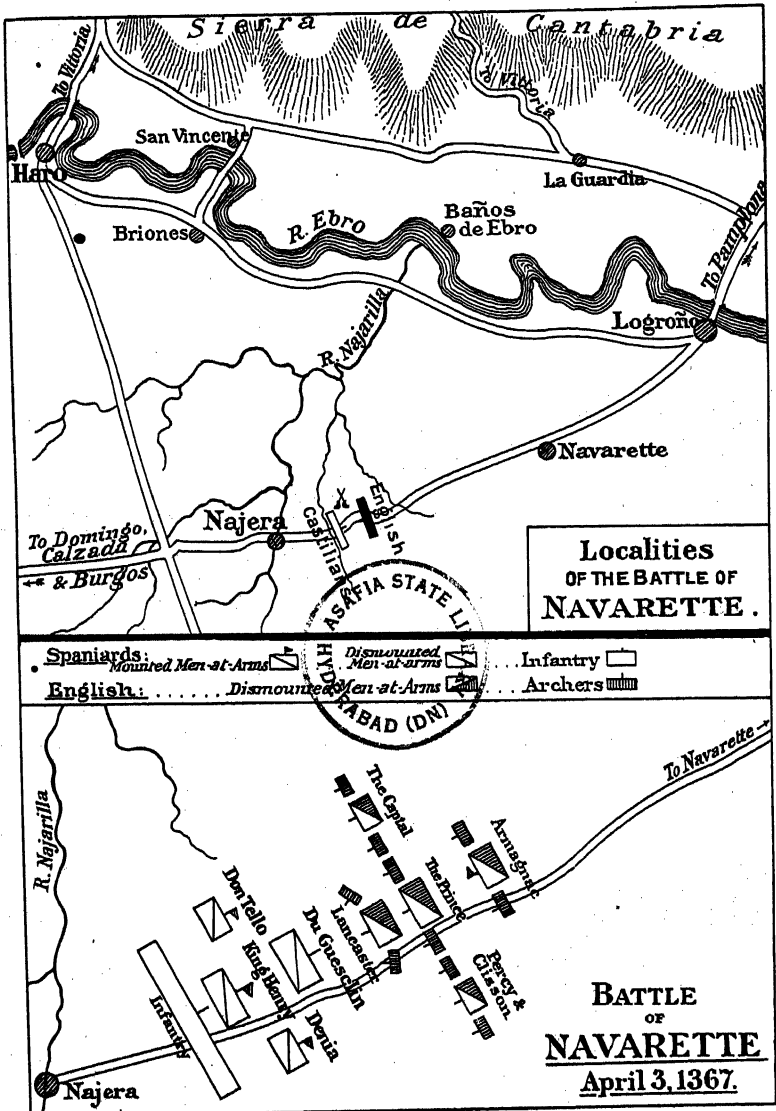 Sierra de Cantabria
To Vittoria
To Vittoria
San Vincente
Haro
La Guardia
Briones
R. Ebro
Baños
de Ebro
To Pamplona
Logroño
R. Najarilla
Navarette
English
Castilians
Najera
To Domingo,
Calzada
& Burgos
Localities
OF THE BATTLE OF
NAVARETTE.
ASAFIA STATE LI
HYDERABAD (DN)
Spaniards: Mounted Men-at-Arms Dismounted Men-at-arms ... Infantry
English: ...... Dismounted Men-at-Arms ... Archers
To Navarette
R. Najarilla
The Captal
Armagnac
The Prince
Don Tello
Lancaster
Du Guesclin
King Henry
Percy &
Clisson
Infantry
Denia
Najera
BATTLE
OF
NAVARETTE
April 3, 1367.